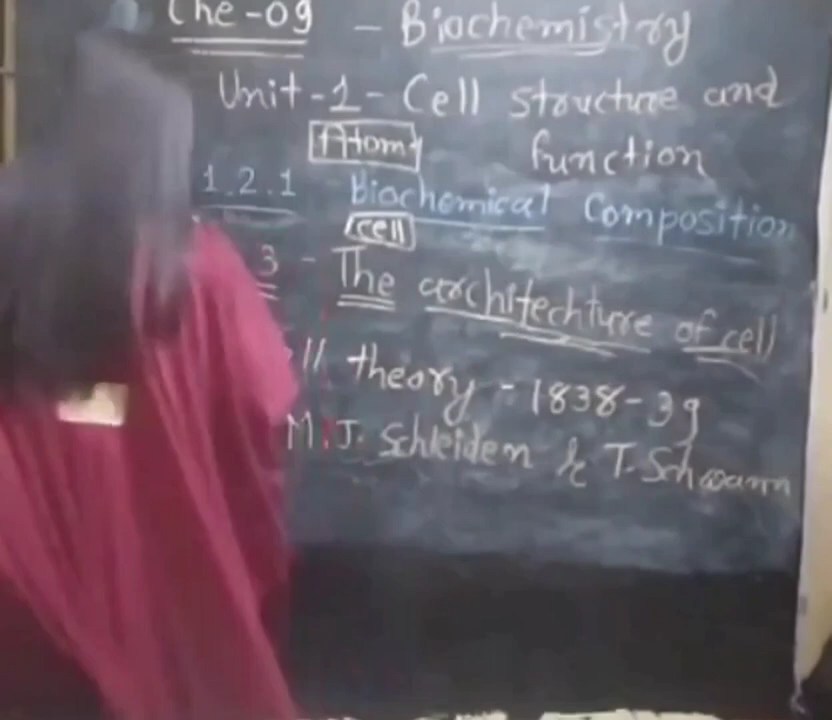 Che-09 - Biochemistry
Unit-1- Cell structure and
Atom function
1.2.1 Biochemical Composition
cell
3 - The architechture of cell
ll theory - 1838-39
M.J. Schleiden & T. Schwann